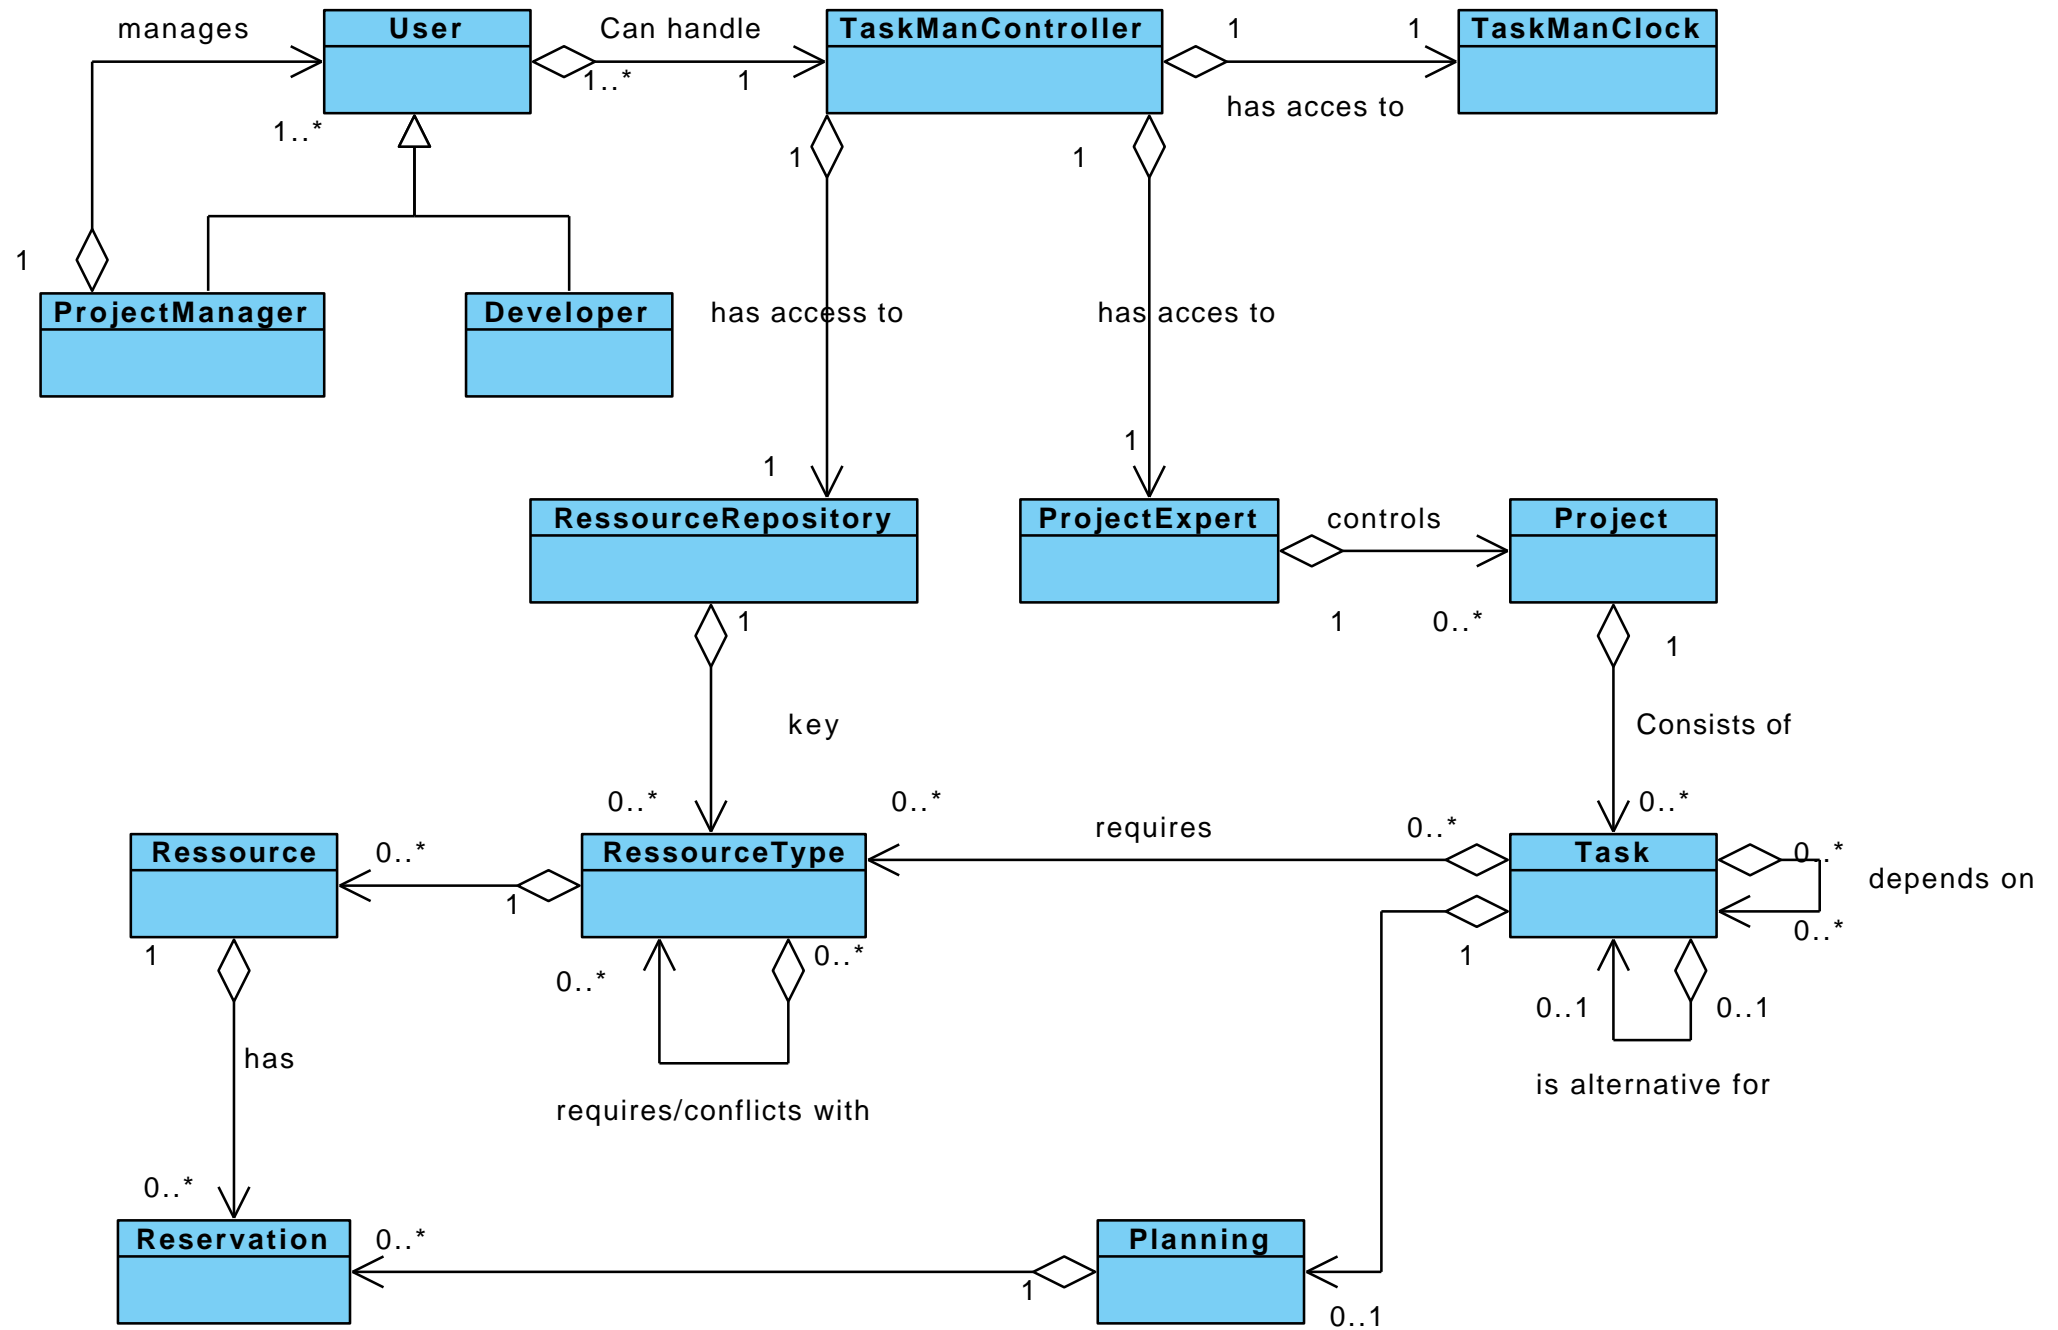 manages
User
Can handle
TaskManController
1
1
TaskManClock
1..*
1
has acces to
1..*
1
1
1
ProjectManager
Developer
has access to
has acces to
1
1
RessourceRepository
ProjectExpert
controls
Project
1
1
0..*
1
key
Consists of
0..*
0..*
requires
0..*
0..*
Ressource
0..*
RessourceType
Task
0..*
depends on
1
0..*
1
0..*
0..*
1
0..1
0..1
has
is alternative for
requires/conflicts with
0..*
Reservation
0..*
Planning
1
0..1